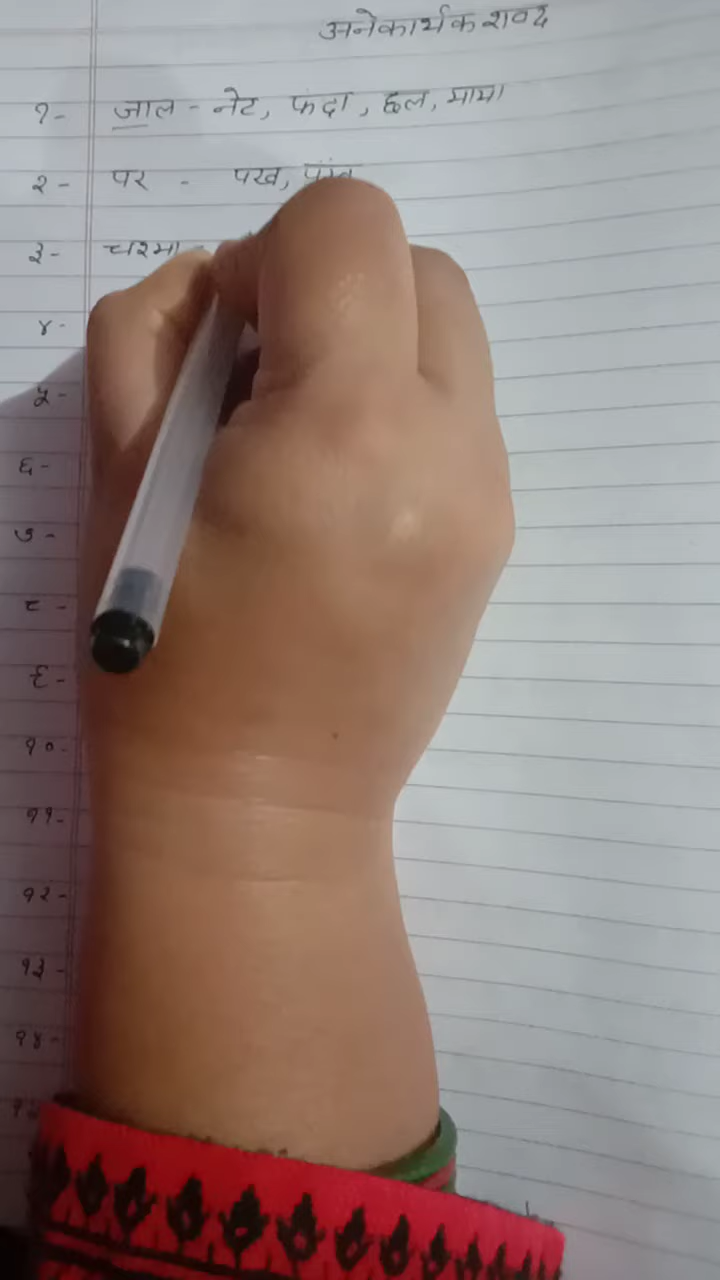 अनेकार्थक शब्द
१- जाल - नेट, फंदा, छल, माया
२- पर - पख,
३- चश्मा -
४-
५-
६-
७-
८-
९-
१०-
११-
१२-
१३-
१४-